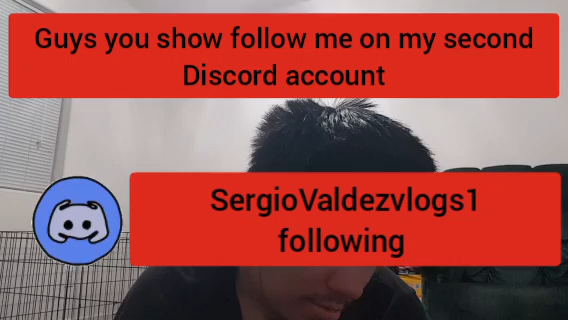 Guys you show follow me on my second
Discord account
SergioValdezvlogs1
following